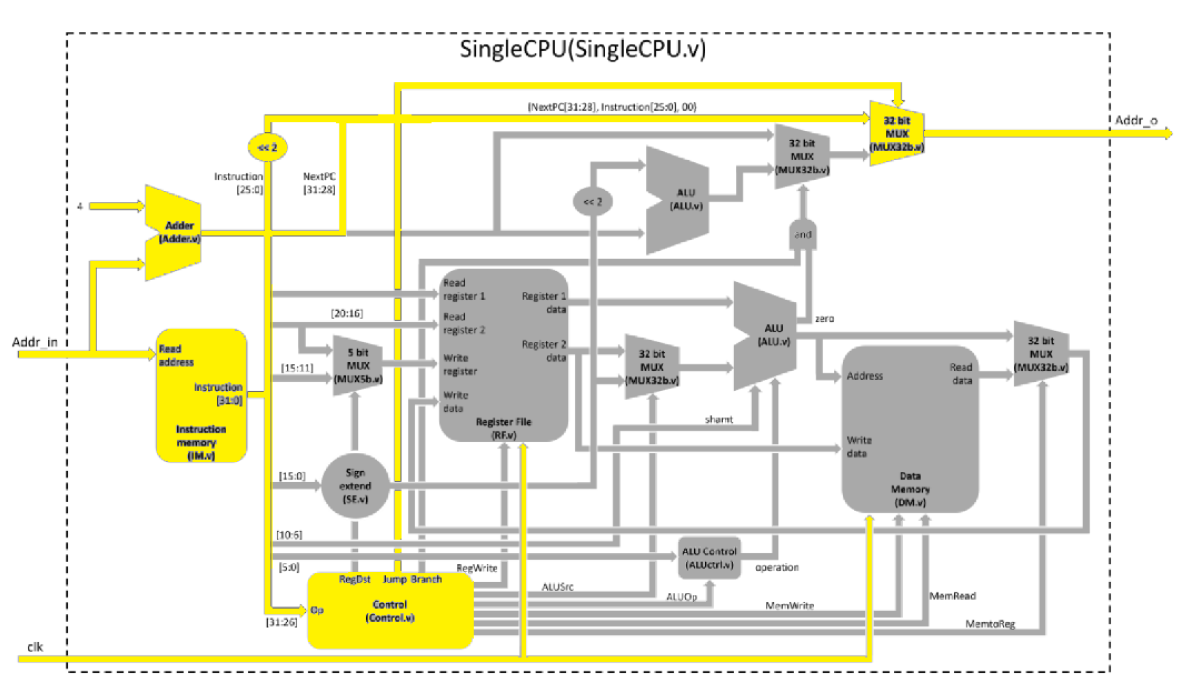 SingleCPU(SingleCPU.v)
(NextPC[31:28], Instruction[25:0], 00)
Addr_o
32 bit
MUX
(MUX32b.v)
<< 2
32 bit
MUX
(MUX32b.v)
Instruction
[25:0]
NextPC
[31:28]
ALU
(ALU.v)
<< 2
4
Adder
(Adder.v)
and
Read
register 1
Register 1
data
[20:16]
Read
register 2
ALU
(ALU.v)
zero
Addr_in
Read
address
5 bit
MUX
(MUX5b.v)
Write
register
Register 2
data
32 bit
MUX
(MUX32b.v)
32 bit
MUX
(MUX32b.v)
[15:11]
Address
Read
data
Instruction
[31:0]
Write
data
Register File
(RF.v)
shamt
Instruction
memory
(IM.v)
Write
data
[15:0]
Sign
extend
(SE.v)
Data
Memory
(DM.v)
[10:6]
[5:0]
ALU Control
(ALUctrl.v)
operation
RegDst
Jump
Branch
RegWrite
ALUSrc
ALUOp
MemWrite
MemRead
MemtoReg
Op
Control
(Control.v)
[31:26]
clk